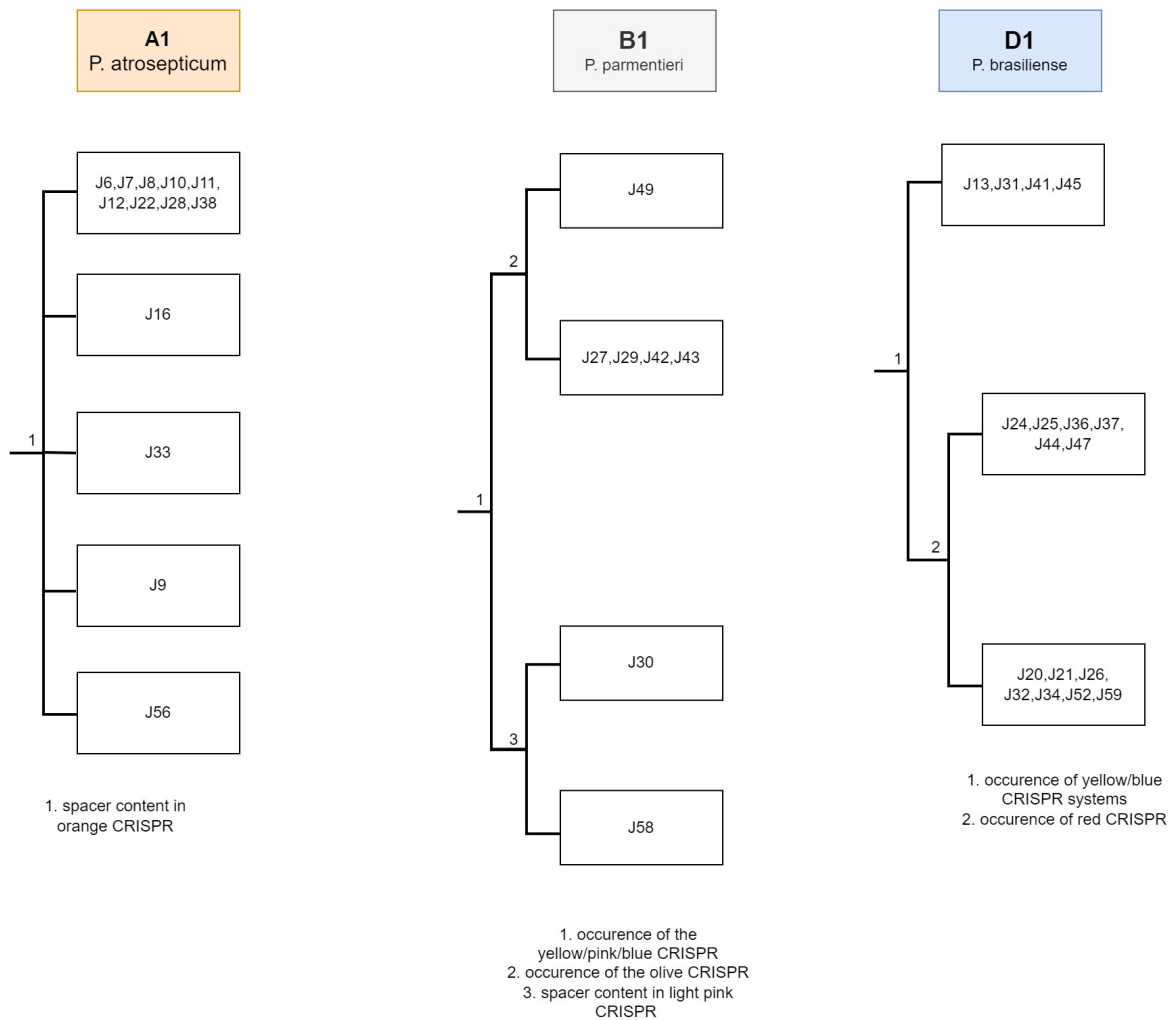 A1
P. atrosepticum
J6,J7,J8,J10,J11,
J12,J22,J28,J38
J16
J33
1
J9
J56
1. spacer content in
orange CRISPR
B1
P. parmentieri
J49
2
J27,J29,J42,J43
1
J30
3
J58
1. occurence of the
yellow/pink/blue CRISPR
2. occurence of the olive CRISPR
3. spacer content in light pink
CRISPR
D1
P. brasiliense
J13,J31,J41,J45
1
J24,J25,J36,J37,
J44,J47
2
J20,J21,J26,
J32,J34,J52,J59
1. occurence of yellow/blue
CRISPR systems
2. occurence of red CRISPR